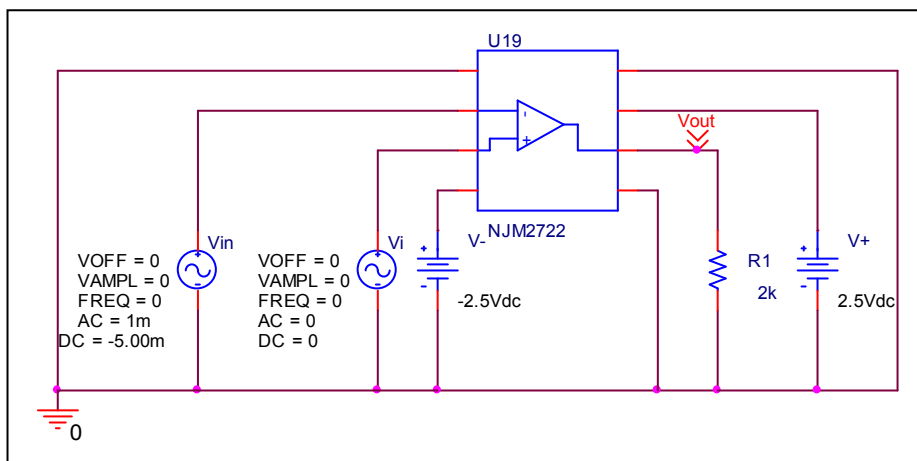 U19
-
+
Vout
NJM2722
Vin
VOFF = 0
VAMPL = 0
FREQ = 0
AC = 1m
DC = -5.00m
Vi
VOFF = 0
VAMPL = 0
FREQ = 0
AC = 0
DC = 0
V-
+
-
-2.5Vdc
R1
2k
V+
+
-
2.5Vdc
0